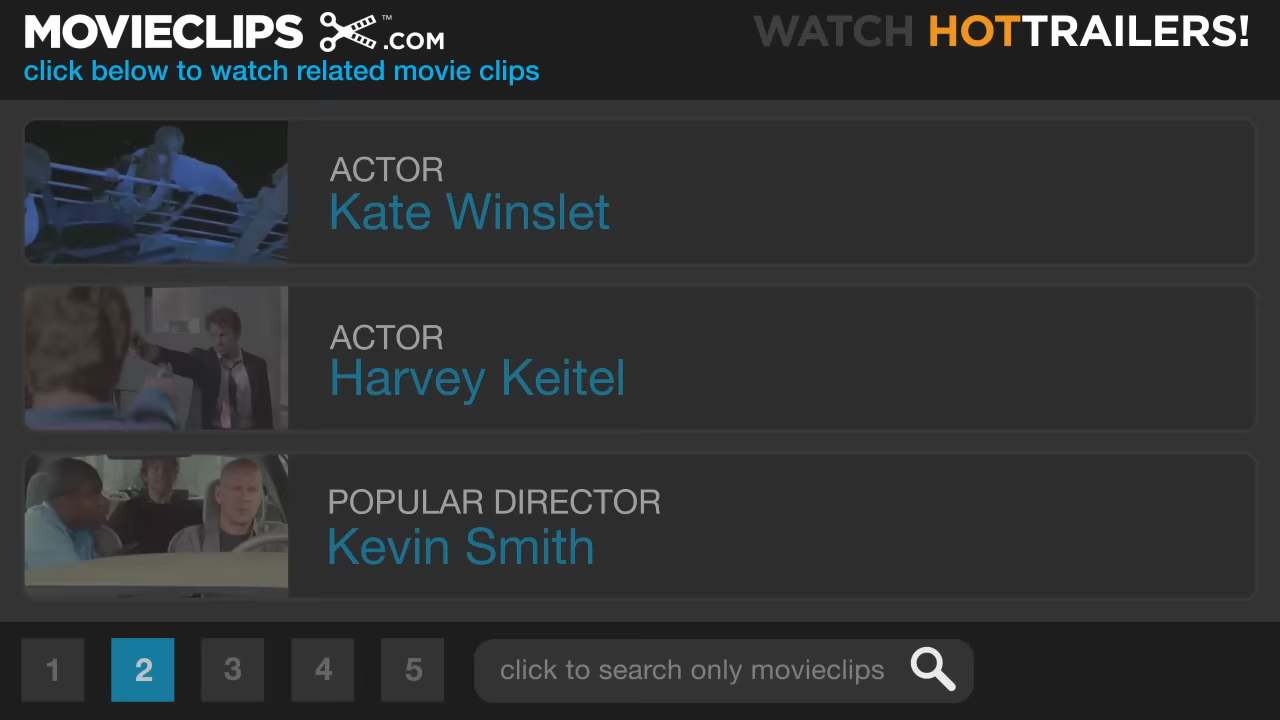 MOVIECLIPS ™ .COM
WATCH HOTTRAILERS!
click below to watch related movie clips
ACTOR
Kate Winslet
ACTOR
Harvey Keitel
POPULAR DIRECTOR
Kevin Smith
1 2 3 4 5
click to search only movieclips